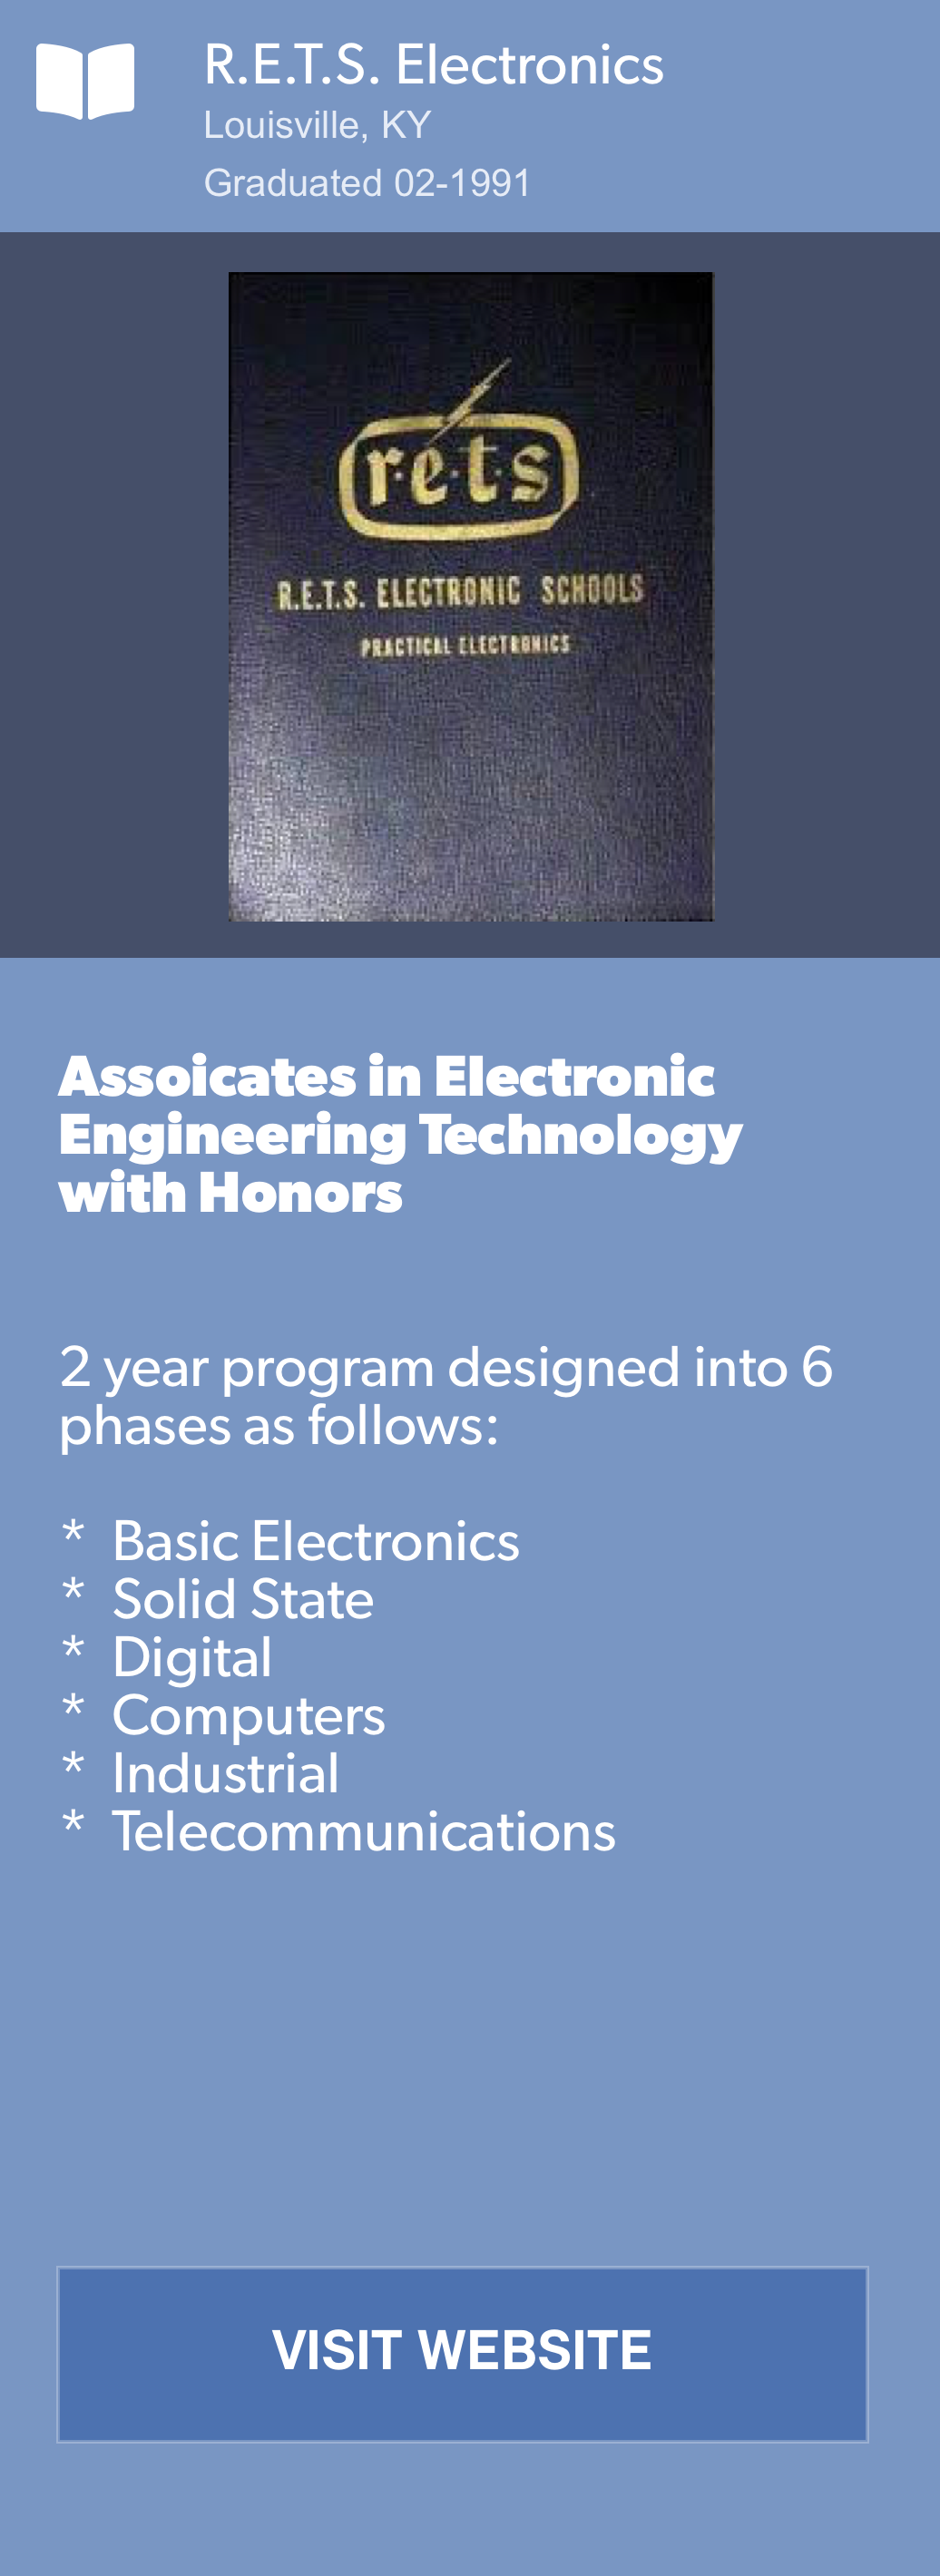 R.E.T.S. Electronics
Louisville, KY
Graduated 02-1991
r.e.t.s
R.E.T.S. ELECTRONIC SCHOOLS
PRACTICAL ELECTRONICS
Assoicates in Electronic
Engineering Technology
with Honors
2 year program designed into 6
phases as follows:
* Basic Electronics
* Solid State
* Digital
* Computers
* Industrial
* Telecommunications
VISIT WEBSITE